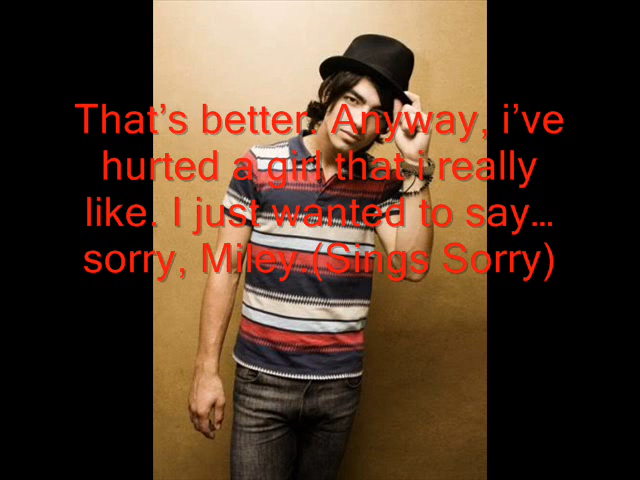 That’s better. Anyway, i’ve
hurted a girl that i really
like. I just wanted to say…
sorry, Miley.(Sings Sorry)